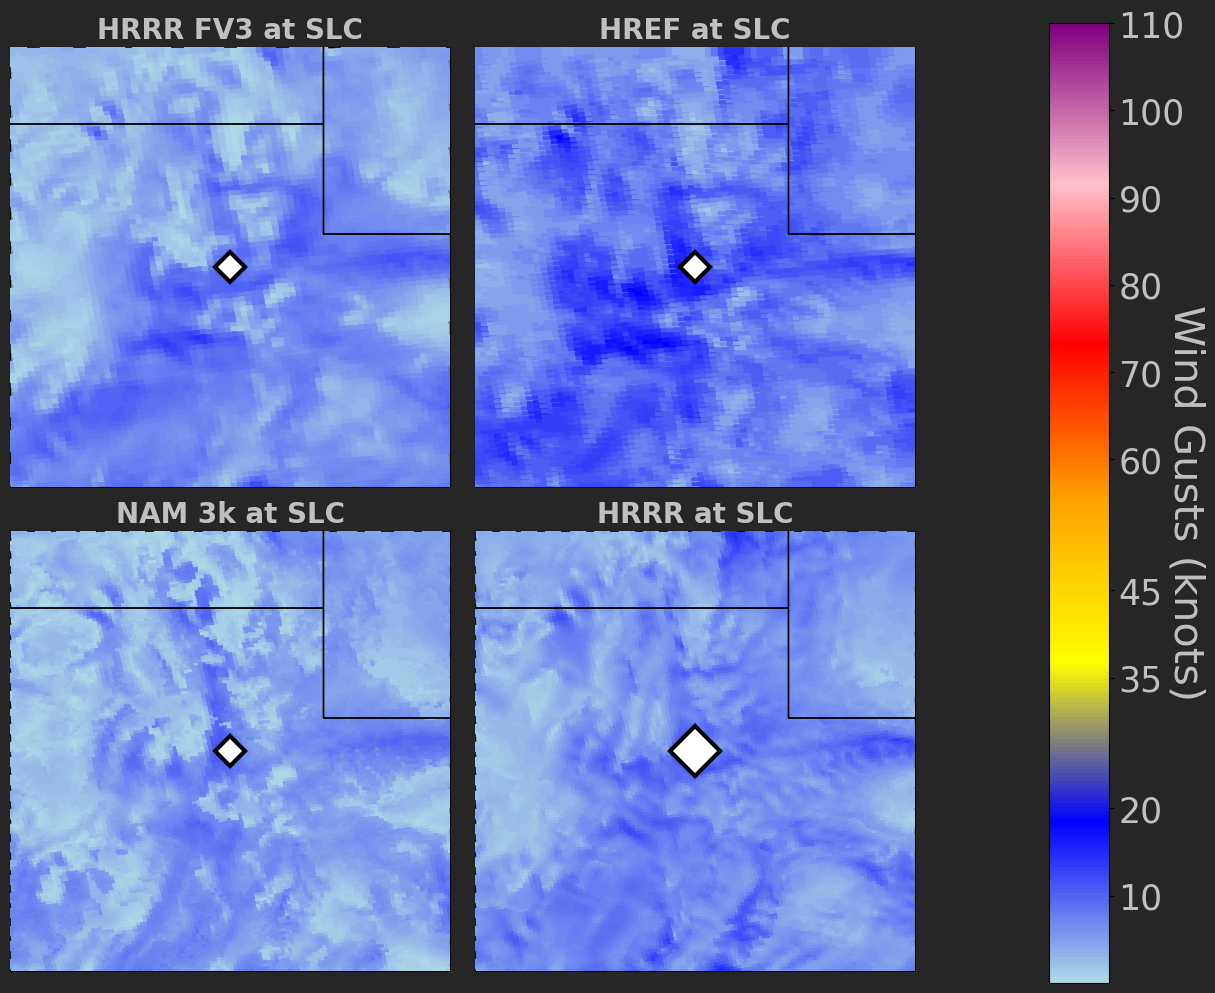 HRRR FV3 at SLC
HREF at SLC
NAM 3k at SLC
HRRR at SLC
110
100
90
80
70
60
45
35
20
10
Wind Gusts (knots)